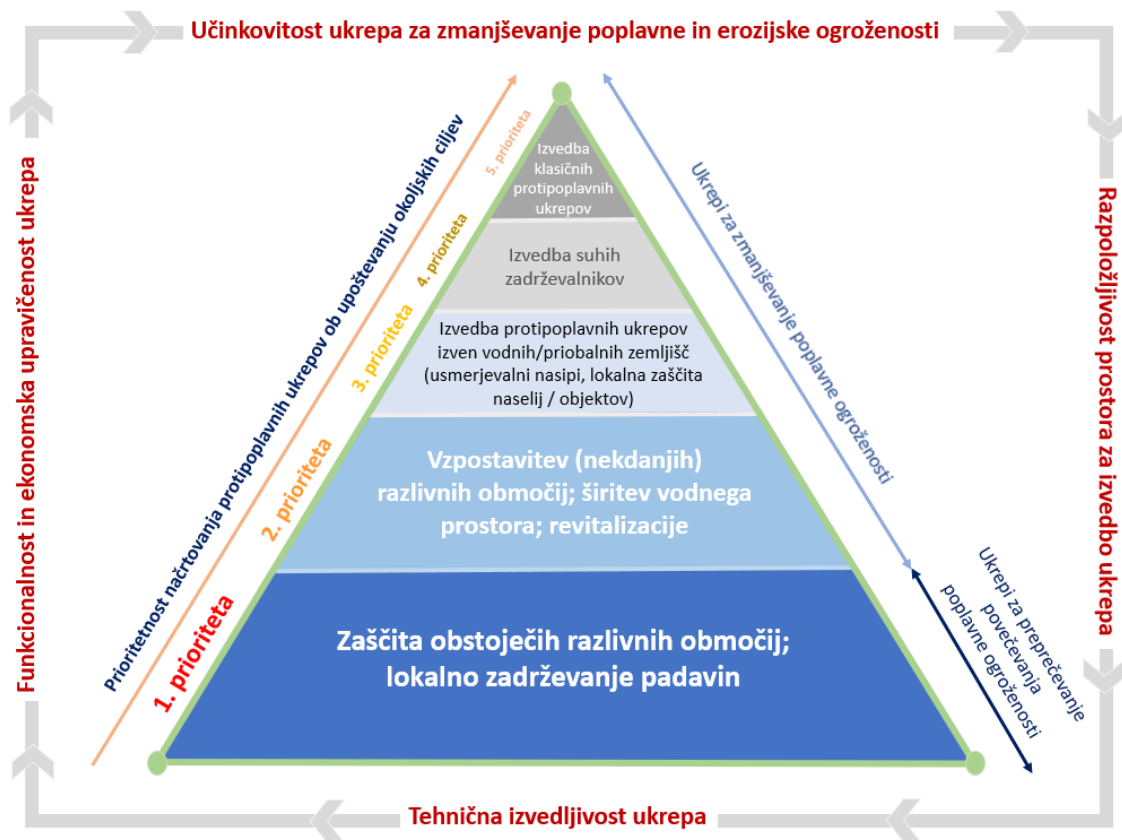 Učinkovitost ukrepa za zmanjševanje poplavne in erozijske ogroženosti
Funkcionalnost in ekonomska upravičenost ukrepa
Prioritetnost načrtovanja protipoplavnih ukrepov ob upoštevanju okoljskih ciljev
5. prioriteta
4. prioriteta
3. prioriteta
2. prioriteta
1. prioriteta
Izvedba
klasičnih
protipoplavnih
ukrepov
Izvedba suhih
zadrževalnikov
Izvedba protipoplavnih ukrepov
izven vodnih/priobalnih zemljišč
(usmerjevalni nasipi, lokalna zaščita
naselij / objektov)
Vzpostavitev (nekdanjih)
razlivnih območij; širitev vodnega
prostora; revitalizacije
Zaščita obstoječih razlivnih območij;
lokalno zadrževanje padavin
Ukrepi za zmanjševanje poplavne ogroženosti
Ukrepi za preprečevanje
povečevanja
poplavne ogroženosti
Razpoložljivost prostora za izvedbo ukrepa
Tehnična izvedljivost ukrepa